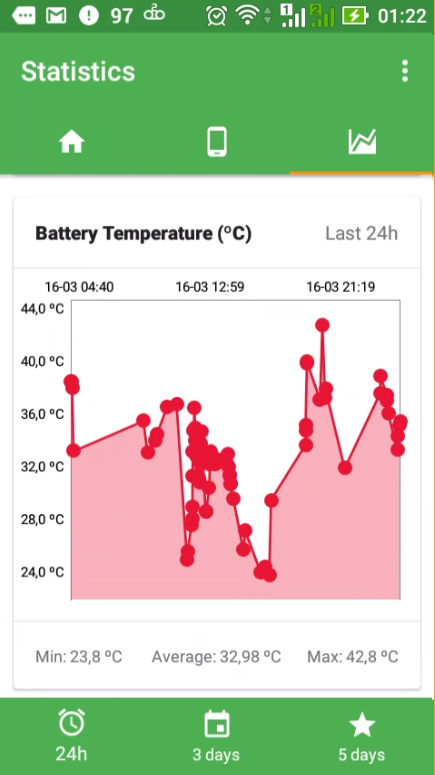 97 1 2 01:22
Statistics
Battery Temperature (ºC) Last 24h
16-03 04:40 16-03 12:59 16-03 21:19
44,0 ºC
40,0 ºC
36,0 ºC
32,0 ºC
28,0 ºC
24,0 ºC
Min: 23,8 ºC Average: 32,98 ºC Max: 42,8 ºC
24h 3 days 5 days